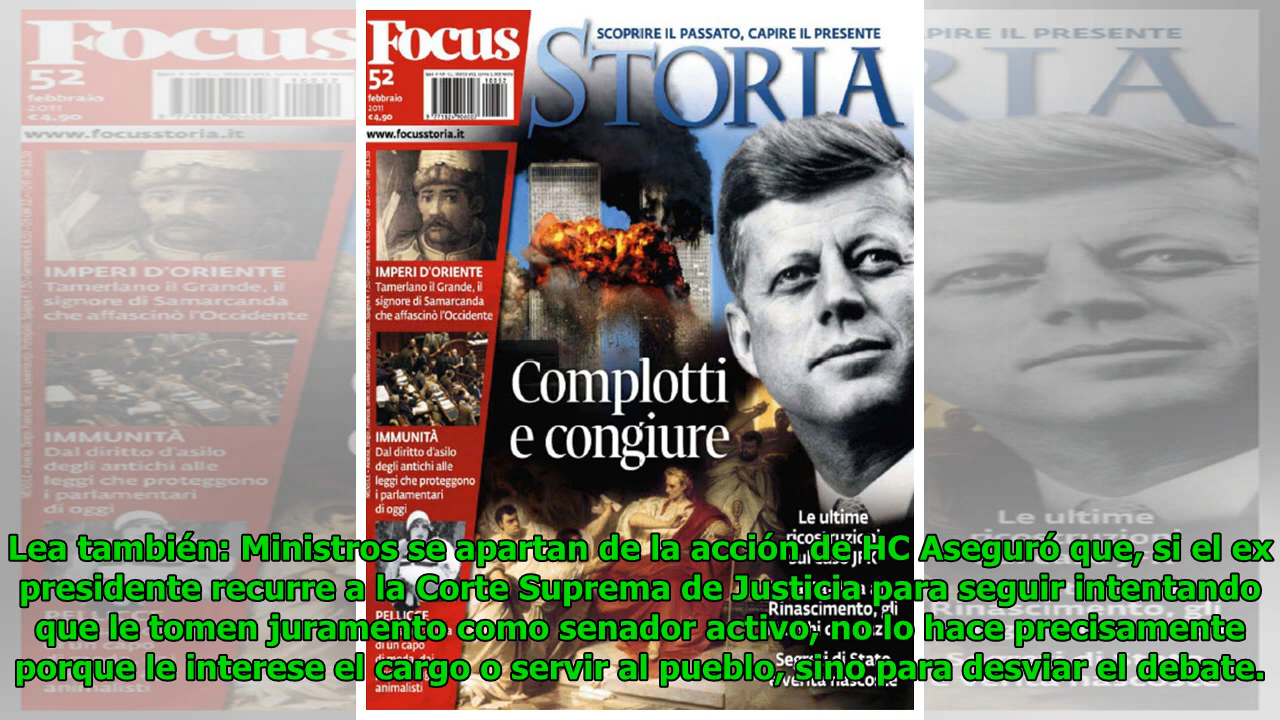 Focus
52
febbraio
2011
€4,90
www.focusstoria.it
SCOPRIRE IL PASSATO, CAPIRE IL PRESENTE
STORIA
IMPERI D'ORIENTE
Tamerlano il Grande, il
signore di Samarcanda
che affascinò l'Occidente
IMMUNITÀ
Dal diritto d'asilo
degli antichi alle
leggi che proteggono
i parlamentari
di oggi
Complotti
e congiure
Le ultime
ricostruzioni
Rinascimento, gli
Segreti di Stato
animalisti
Lea también: Ministros se apartan de la acción de HC Aseguró que, si el ex
presidente recurre a la Corte Suprema de Justicia para seguir intentando
que le tomen juramento como senador activo, no lo hace precisamente
porque le interese el cargo o servir al pueblo, sino para desviar el debate.